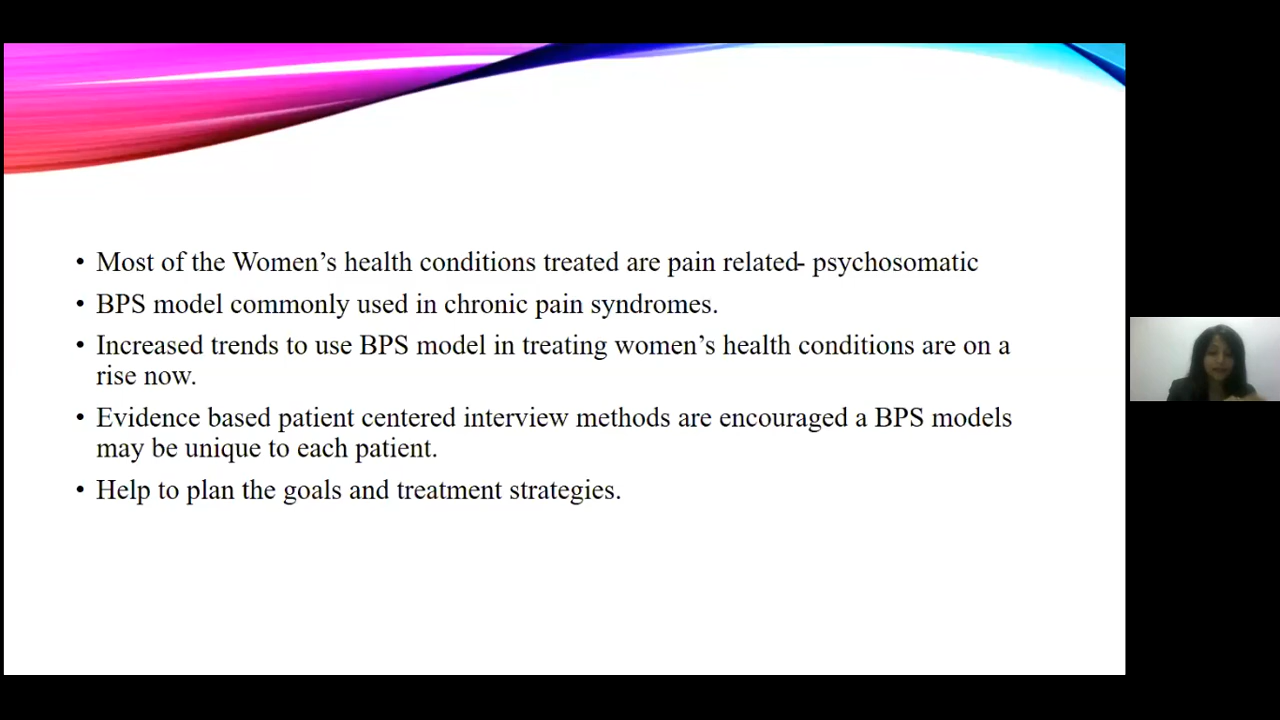 • Most of the Women’s health conditions treated are pain related- psychosomatic
• BPS model commonly used in chronic pain syndromes.
• Increased trends to use BPS model in treating women’s health conditions are on a
rise now.
• Evidence based patient centered interview methods are encouraged a BPS models
may be unique to each patient.
• Help to plan the goals and treatment strategies.